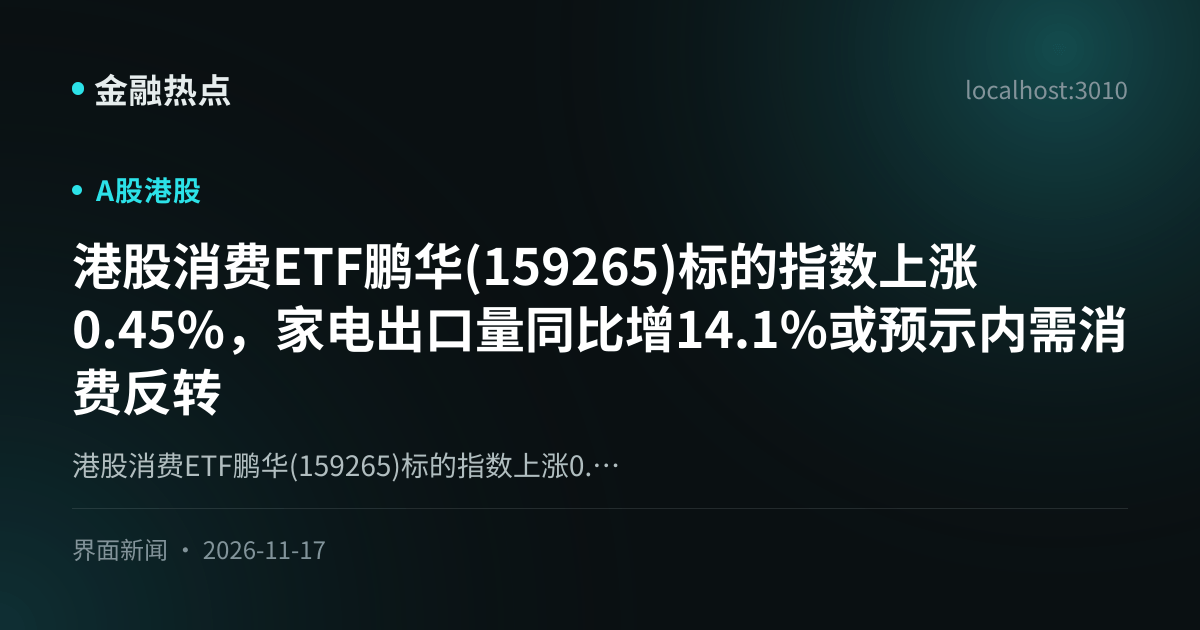 金融热点
localhost:3010
A股港股
港股消费ETF鹏华(159265)标的指数上涨
0.45%，家电出口量同比增14.1%或预示内需消
费反转
港股消费ETF鹏华(159265)标的指数上涨0.…
界面新闻 • 2026-11-17